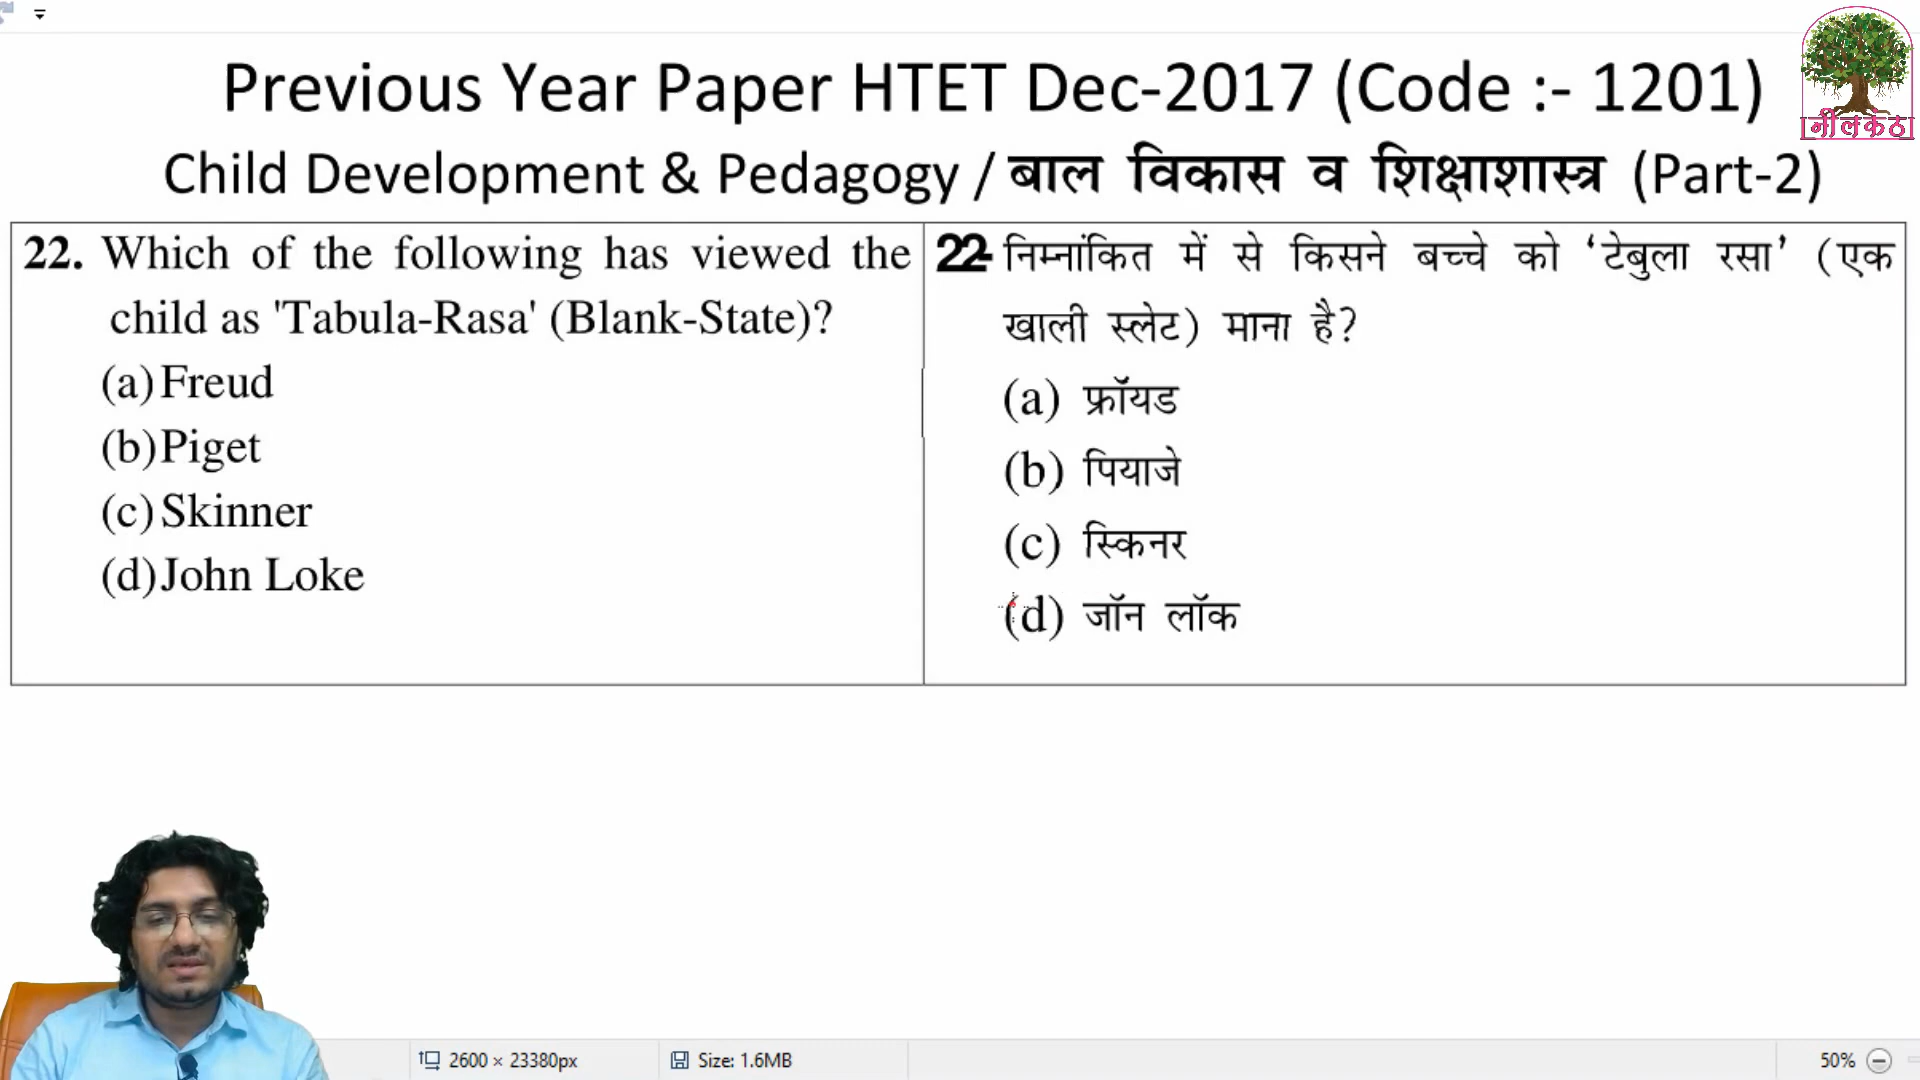 Previous Year Paper HTET Dec-2017 (Code :- 1201)
नीलकंठ
Child Development & Pedagogy / बाल विकास व शिक्षाशास्त्र (Part-2)
22. Which of the following has viewed the
child as 'Tabula-Rasa' (Blank-State)?
(a) Freud
(b) Piget
(c) Skinner
(d) John Loke
22 निम्नांकित में से किसने बच्चे को ‘टेबुला रसा’ (एक
खाली स्लेट) माना है?
(a) फ्रॉयड
(b) पियाजे
(c) स्किनर
(d) जॉन लॉक
2600 × 23380px
Size: 1.6MB
50%